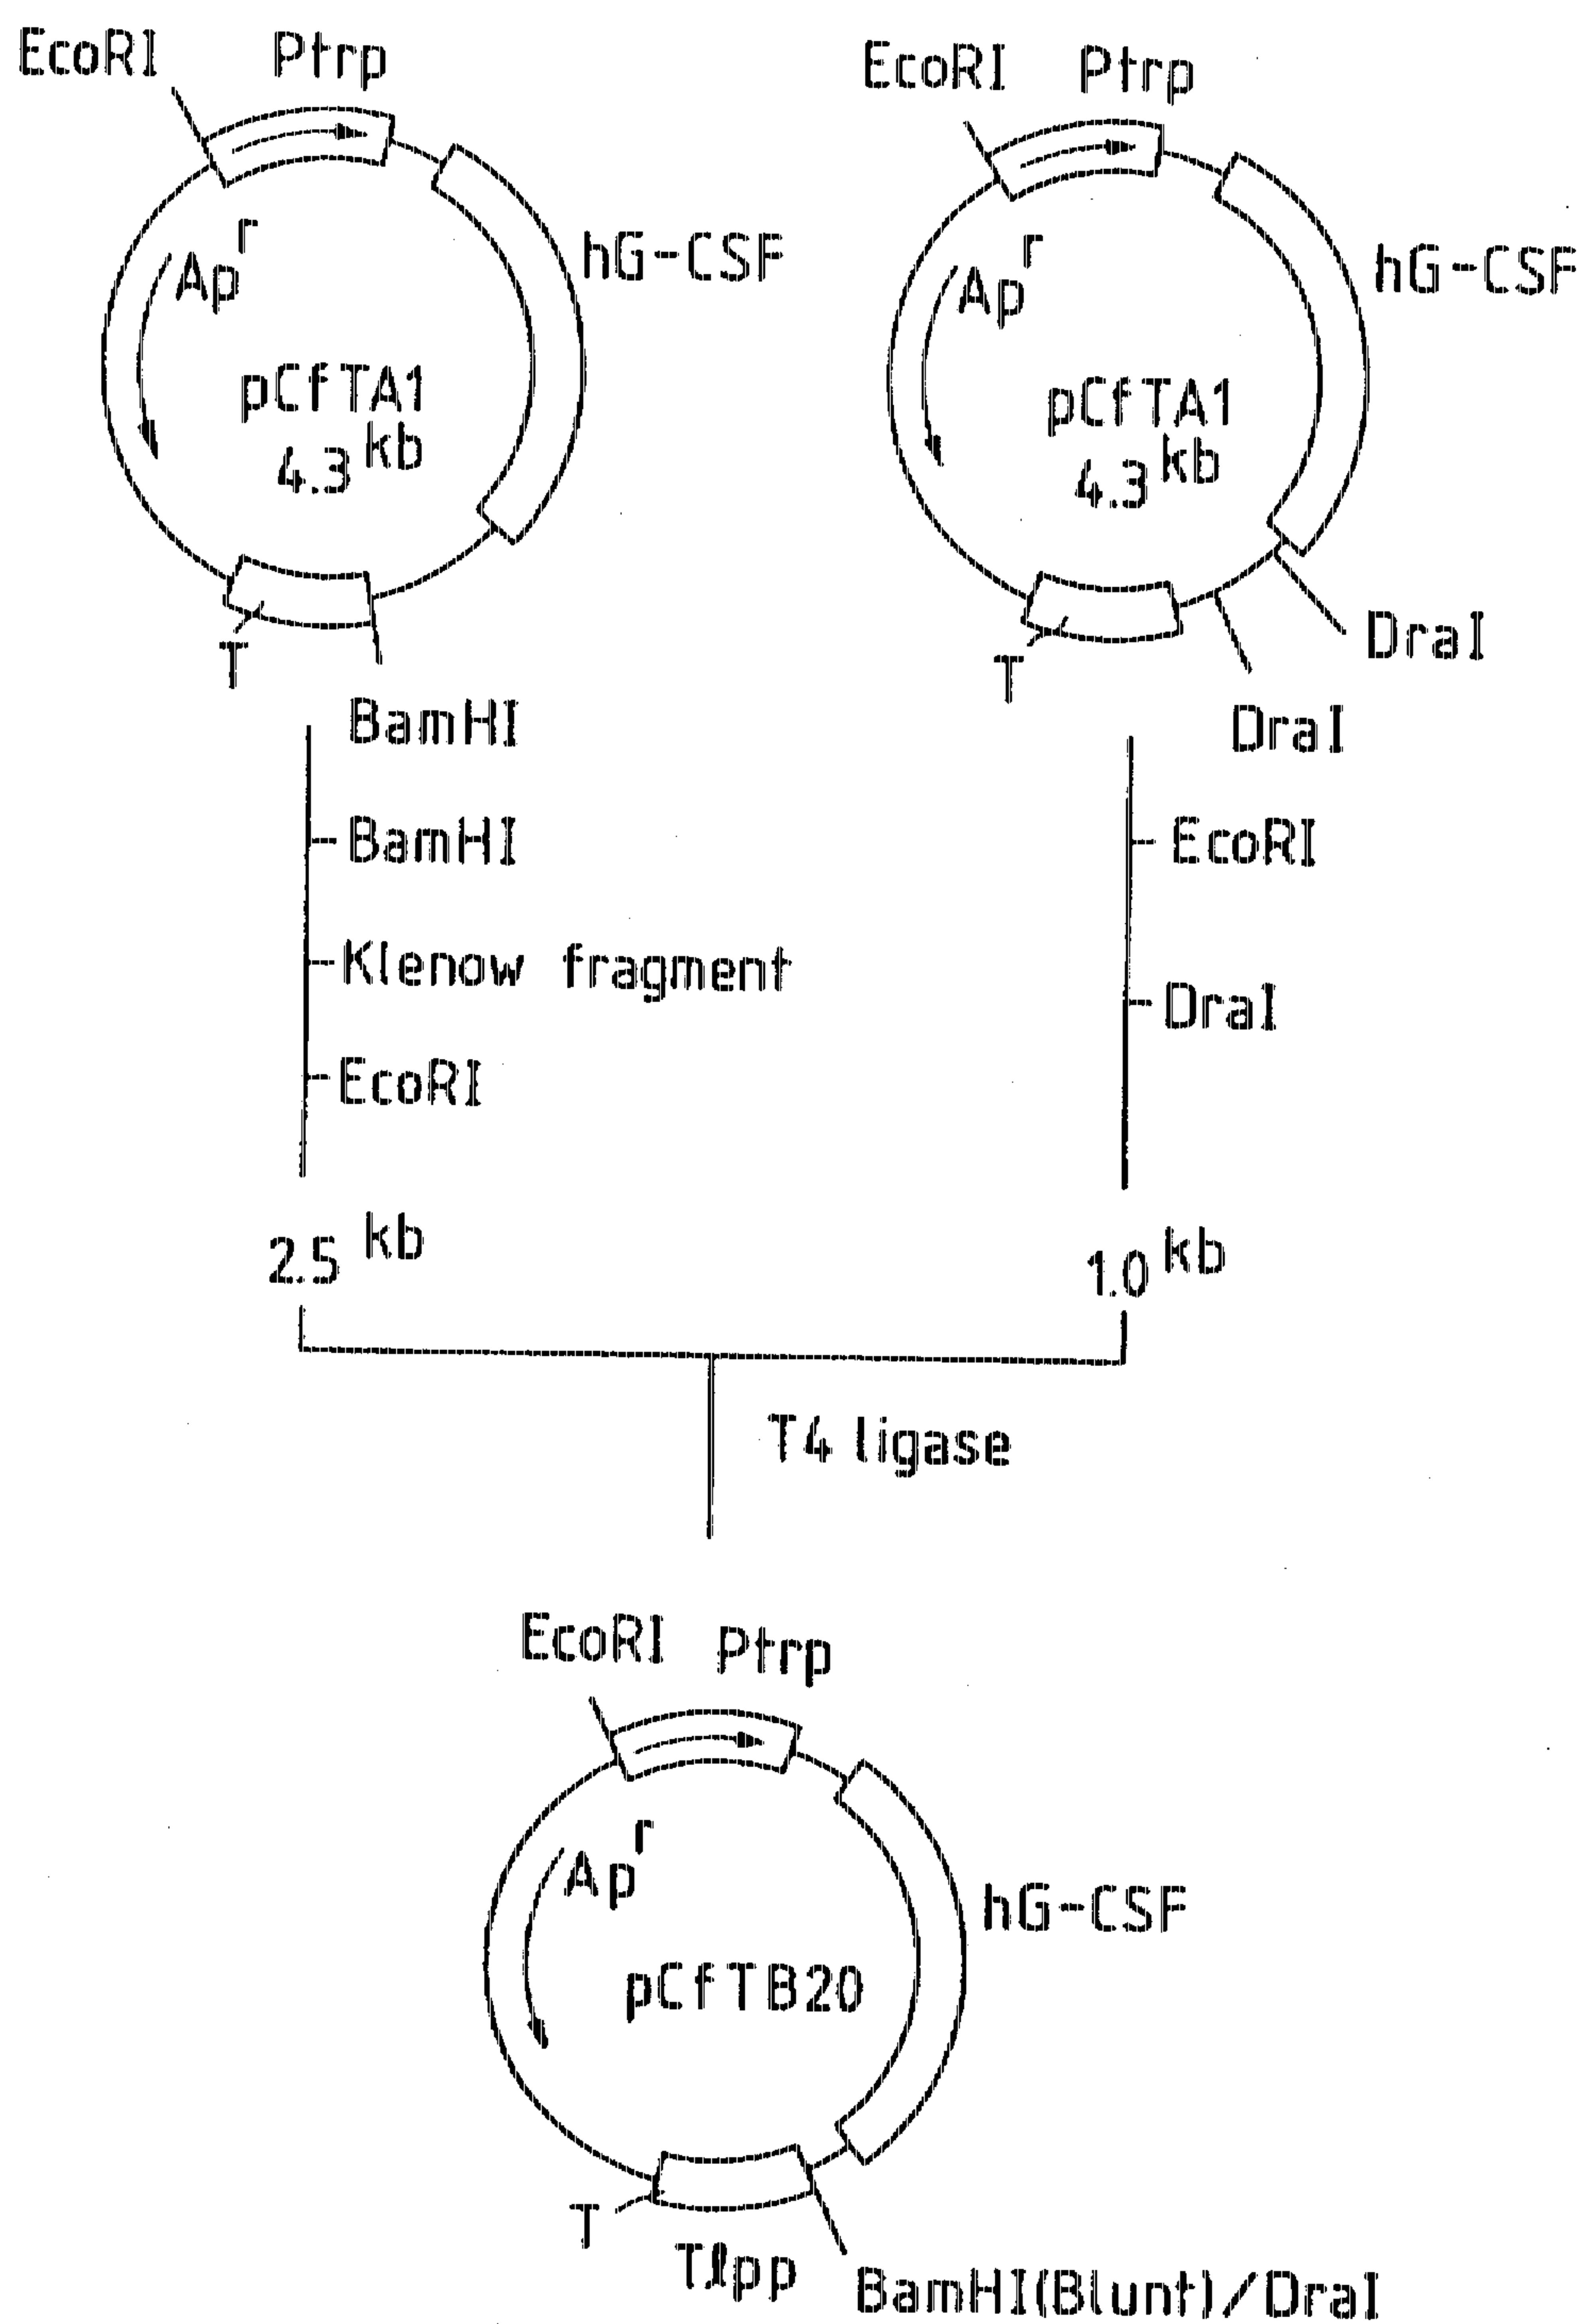 EcoRI Ptrp
hG-CSF
Apr
pCfTA1
4.3 kb
T
BamHI
BamHI
Klenow fragment
EcoRI
2.5 kb
EcoRI Ptrp
hG-CSF
Apr
pCfTA1
4.3 kb
DraI
T
DraI
EcoRI
DraI
1.0 kb
T4 ligase
EcoRI Ptrp
Apr
hG-CSF
pCfTB20
T
Tlpp
BamHI(Blunt)/DraI